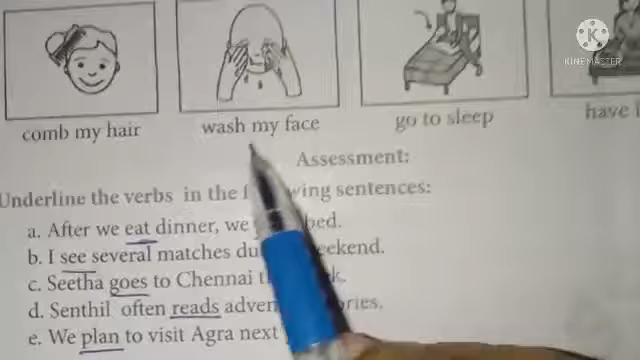 K
KINEMASTER
comb my hair
wash my face
go to sleep
have
Assessment:
Underline the verbs in the f wing sentences:
a. After we eat dinner, we bed.
b. I see several matches du eekend.
c. Seetha goes to Chennai t k.
d. Senthil often reads adven ories.
e. We plan to visit Agra next